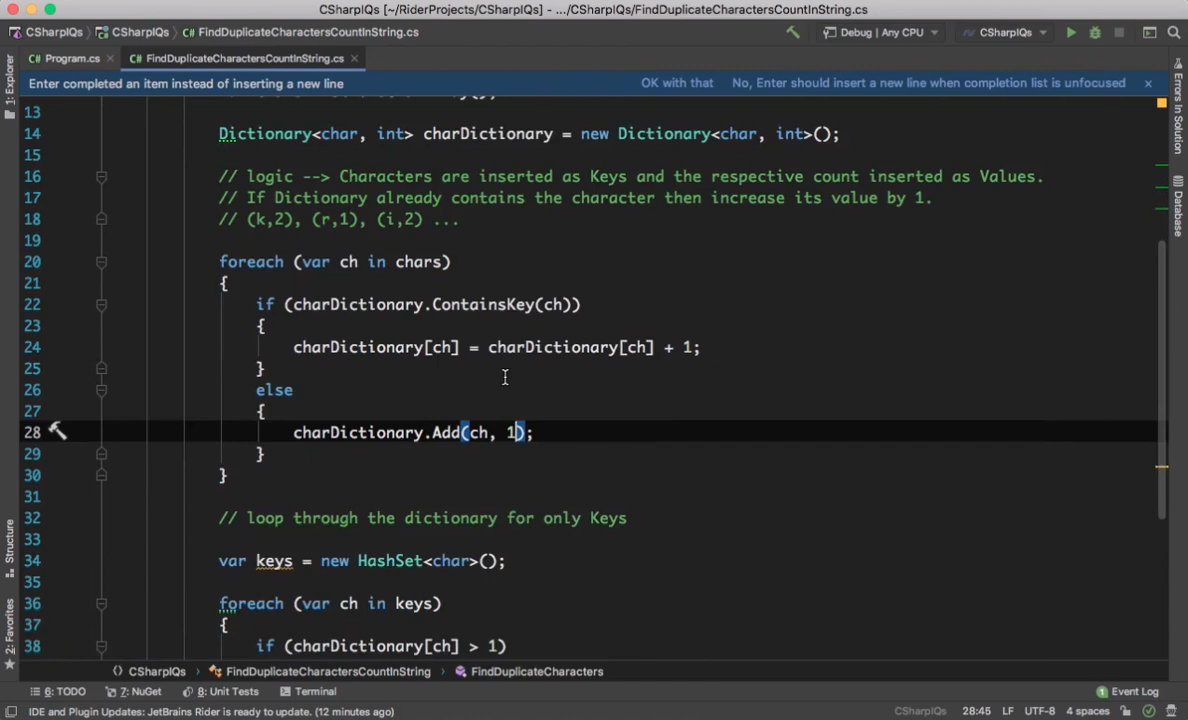 CSharpIQs [~/RiderProjects/CSharpIQs] - .../CSharpIQs/FindDuplicateCharactersCountInString.cs
CSharpIQs CSharpIQs FindDuplicateCharactersCountInString.cs Debug | Any CPU CSharpIQs
1: Explorer
C# Program.cs C# FindDuplicateCharactersCountInString.cs
Errors In Solution
Enter completed an item instead of inserting a new line OK with that No, Enter should insert a new line when completion list is unfocused
13
14 Dictionary<char, int> charDictionary = new Dictionary<char, int>();
15
16 // logic --> Characters are inserted as Keys and the respective count inserted as Values.
17 // If Dictionary already contains the character then increase its value by 1.
18 // (k,2), (r,1), (i,2) ...
Database
19
20 foreach (var ch in chars)
21 {
22 if (charDictionary.ContainsKey(ch))
23 {
24 charDictionary[ch] = charDictionary[ch] + 1;
25 }
26 else
27 {
28 charDictionary.Add(ch, 1);
29 }
30 }
31
32 // loop through the dictionary for only Keys
33
34 var keys = new HashSet<char>();
35
36 foreach (var ch in keys)
37 {
38 if (charDictionary[ch] > 1)
Structure
2: Favorites
CSharpIQs FindDuplicateCharactersCountInString FindDuplicateCharacters
6: TODO 7: NuGet 8: Unit Tests Terminal 1 Event Log
IDE and Plugin Updates: JetBrains Rider is ready to update. (12 minutes ago) CSharpIQs 28:45 LF UTF-8 4 spaces